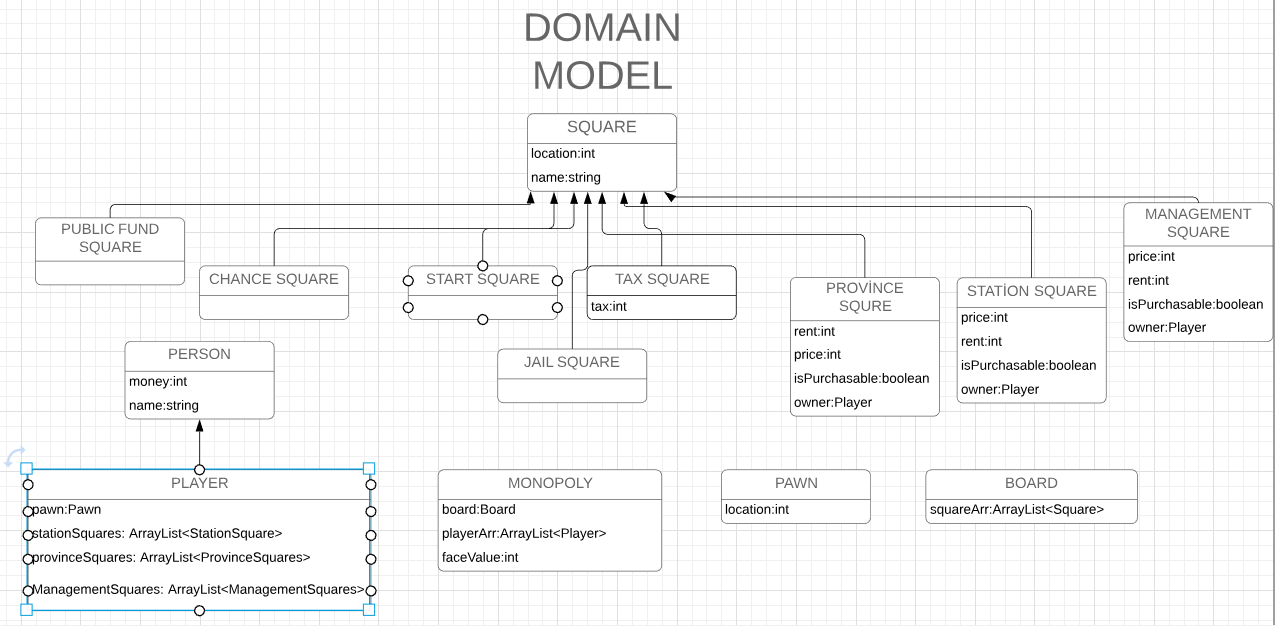 DOMAIN
MODEL
SQUARE
location:int
name:string
PUBLIC FUND
SQUARE
CHANCE SQUARE
START SQUARE
TAX SQUARE
tax:int
JAIL SQUARE
PROVİNCE
SQURE
rent:int
price:int
isPurchasable:boolean
owner:Player
STATİON SQUARE
price:int
rent:int
isPurchasable:boolean
owner:Player
MANAGEMENT
SQUARE
price:int
rent:int
isPurchasable:boolean
owner:Player
PERSON
money:int
name:string
PLAYER
pawn:Pawn
stationSquares: ArrayList<StationSquare>
provinceSquares: ArrayList<ProvinceSquares>
ManagementSquares: ArrayList<ManagementSquares>
MONOPOLY
board:Board
playerArr:ArrayList<Player>
faceValue:int
PAWN
location:int
BOARD
squareArr:ArrayList<Square>